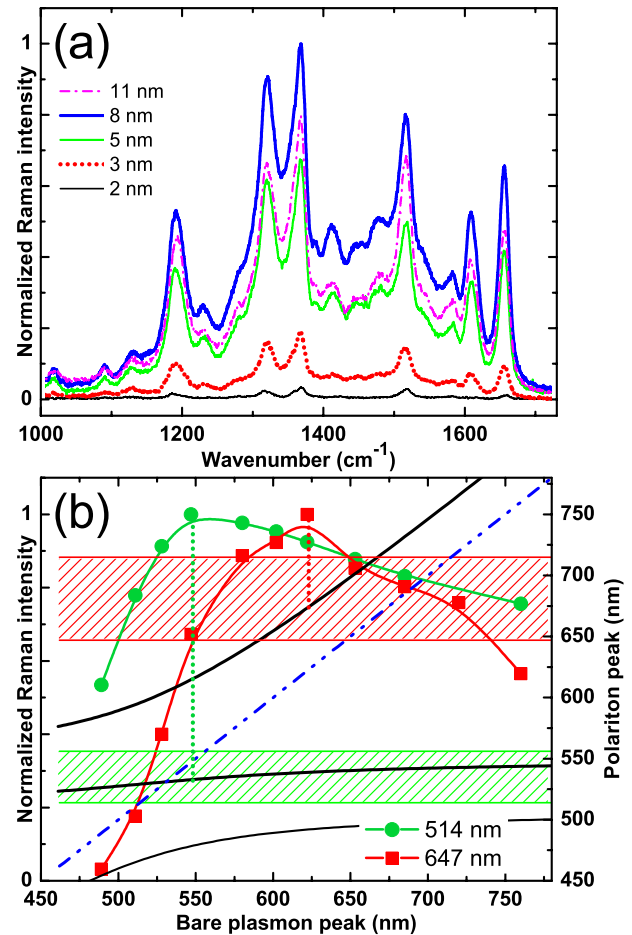 (a)
1
11 nm
8 nm
5 nm
3 nm
2 nm
0
Normalized Raman intensity
1000 1200 1400 1600
Wavenumber (cm-1)
(b)
1
0
Normalized Raman intensity
750
700
650
600
550
500
450
Polariton peak (nm)
514 nm
647 nm
450 500 550 600 650 700 750
Bare plasmon peak (nm)